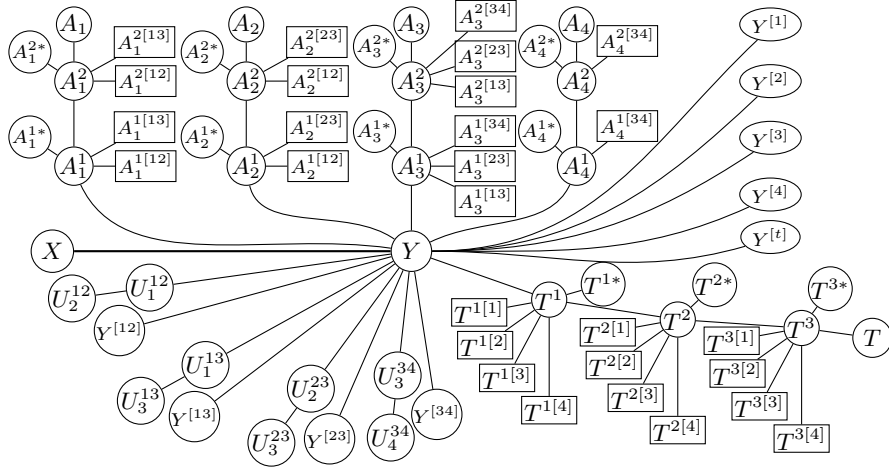 A_1 A_2 A_3 A_4
A_1^{2*} A_1^{2[13]} A_2^{2*} A_2^{2[23]} A_3^{2*} A_3^{2[34]} A_4^{2*} A_4^{2[34]} Y^{[1]}
A_1^2 A_1^{2[12]} A_2^2 A_2^{2[12]} A_3^2 A_3^{2[23]} A_4^2 Y^{[2]}
A_3^{2[13]}
A_1^{1*} A_1^{1[13]} A_2^{1*} A_2^{1[23]} A_3^{1*} A_3^{1[34]} A_4^{1*} A_4^{1[34]} Y^{[3]}
A_1^1 A_1^{1[12]} A_2^1 A_2^{1[12]} A_3^1 A_3^{1[23]} A_4^1
A_3^{1[13]} Y^{[4]}
X Y Y^{[t]}
U_2^{12} U_1^{12} T^1 T^{1*} T^{2*} T^{3*}
Y^{[12]} T^{1[1]} T^2 T^3 T
T^{1[2]} T^{2[1]} T^{3[1]}
U_1^{13} T^{1[3]} T^{2[2]} T^{3[2]}
U_3^{13} U_2^{23} U_3^{34} T^{1[4]} T^{2[3]} T^{3[3]}
Y^{[13]} Y^{[34]} T^{2[4]} T^{3[4]}
U_3^{23} Y^{[23]} U_4^{34}